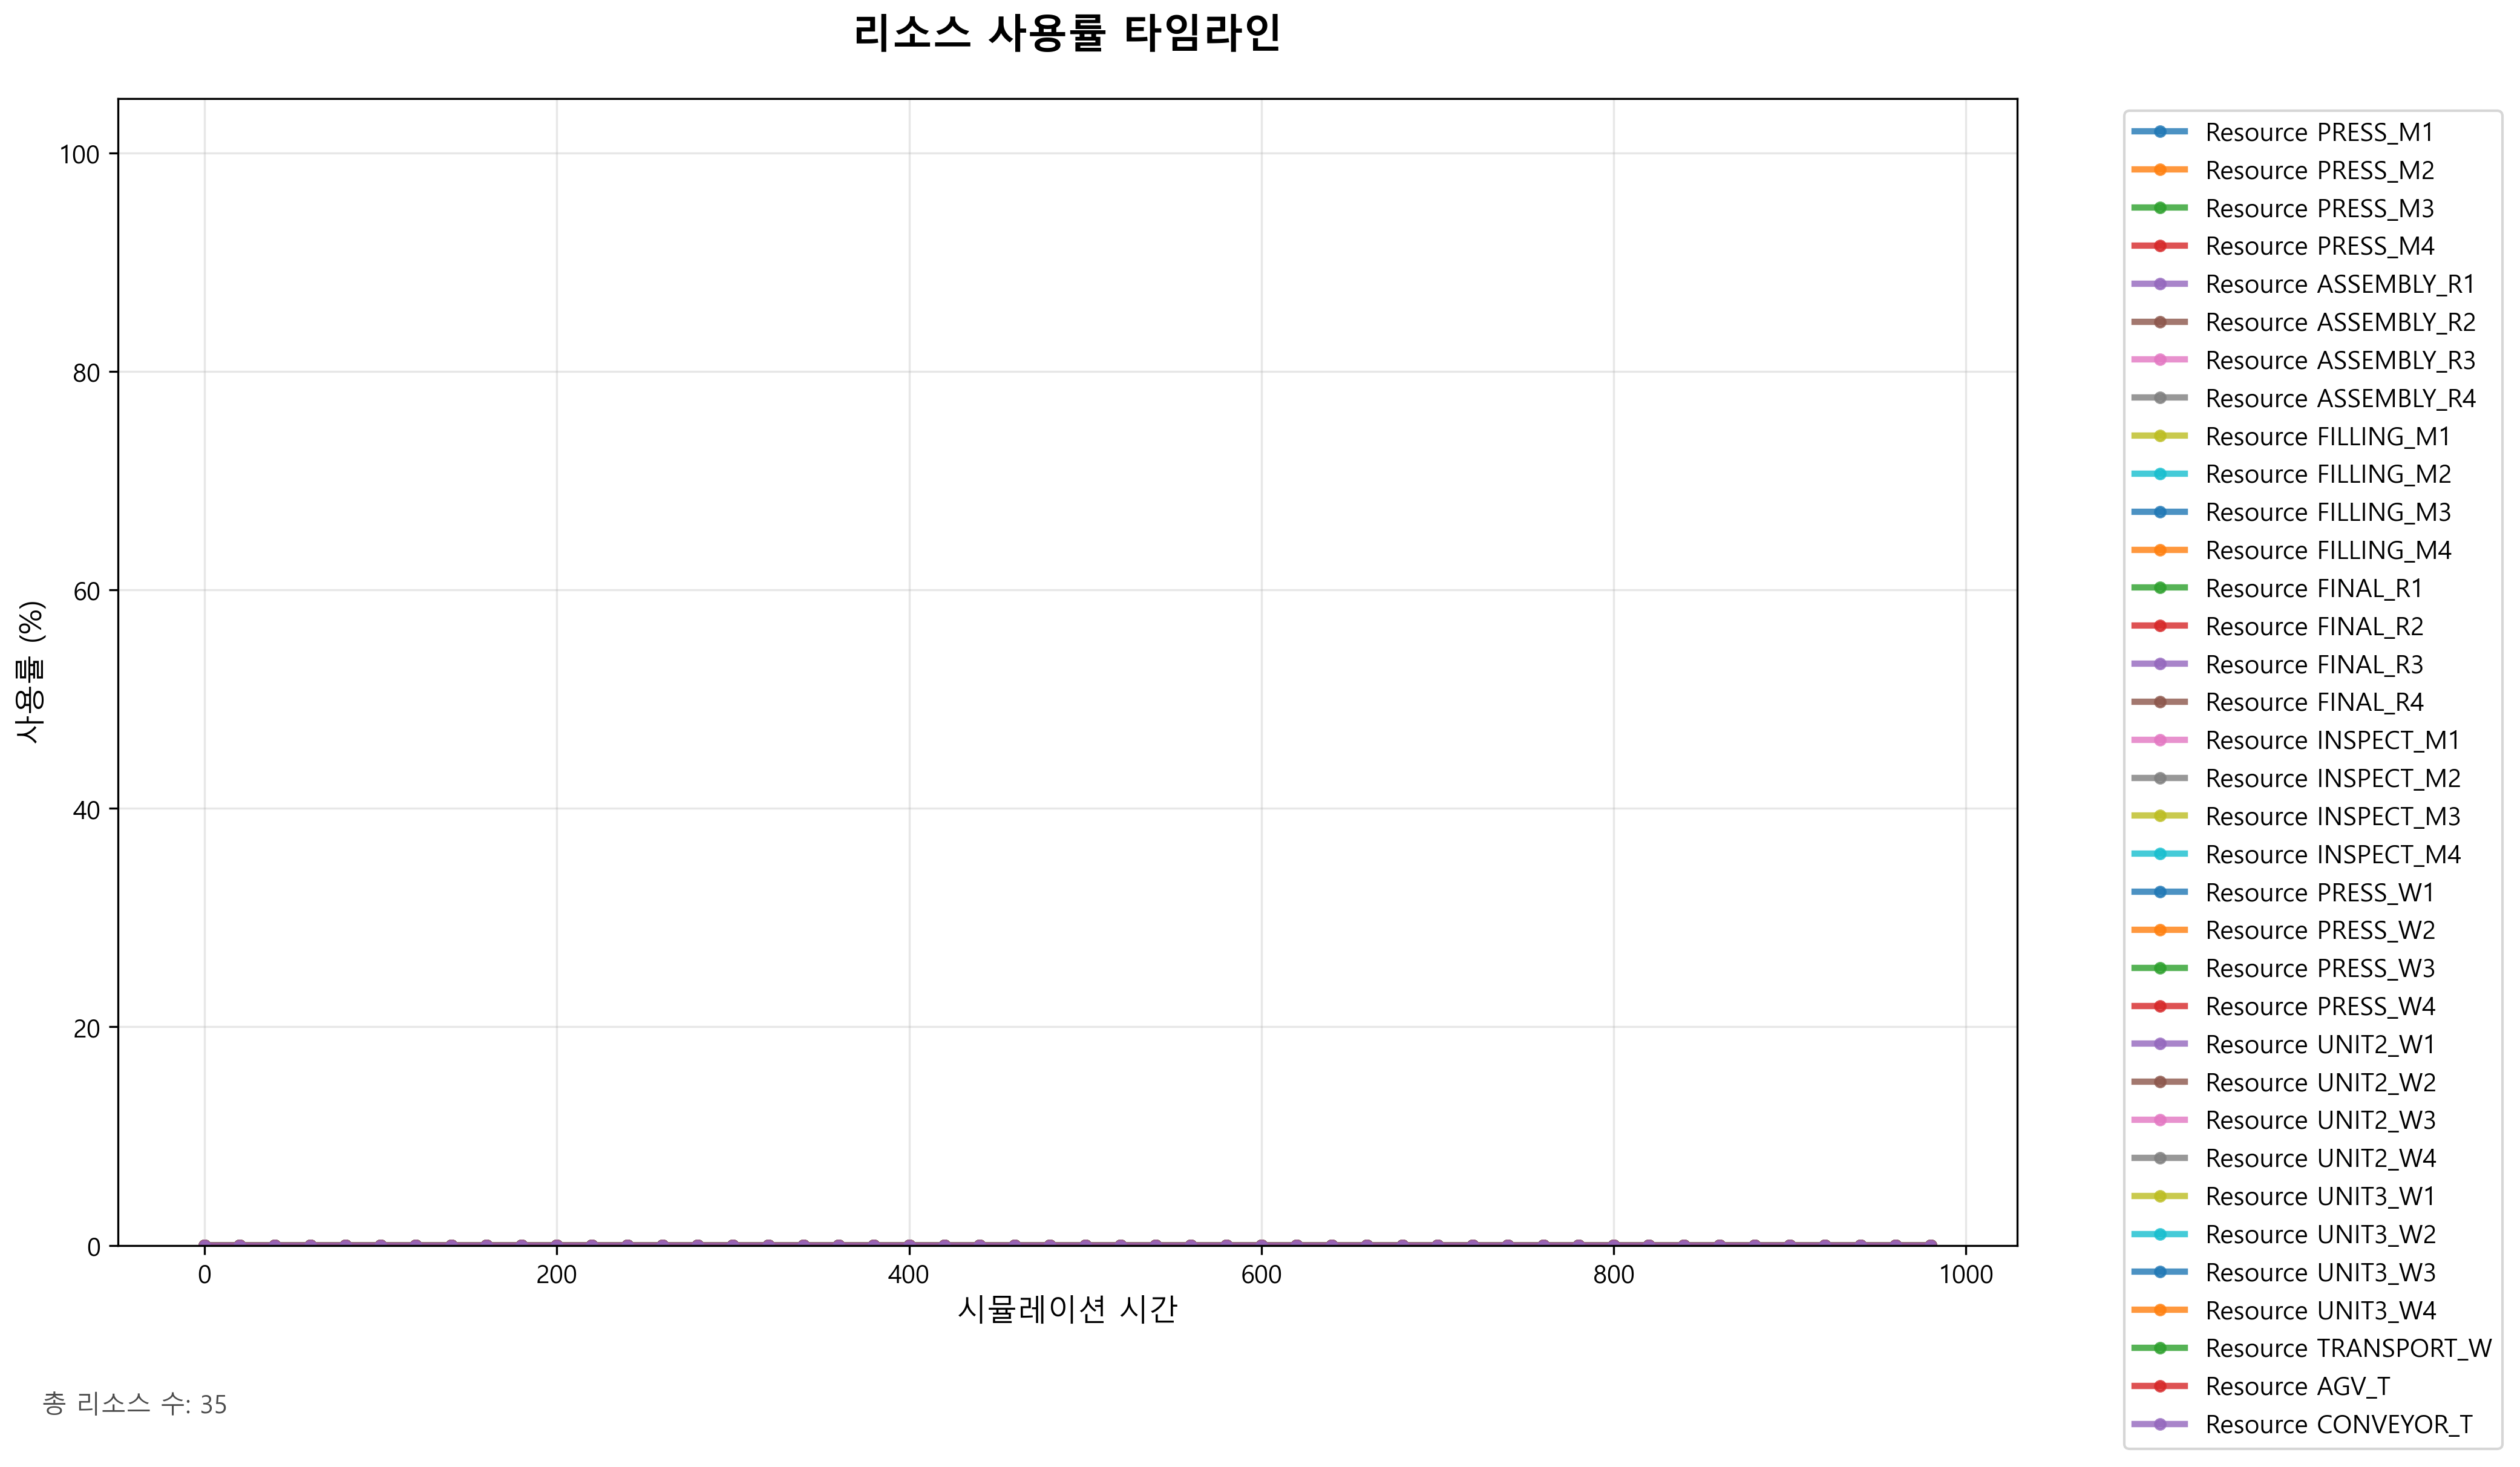 리소스 사용률 타임라인
100
80
60
40
20
0
사용률 (%)
0 200 400 600 800 1000
시뮬레이션 시간
총 리소스 수: 35
Resource PRESS_M1
Resource PRESS_M2
Resource PRESS_M3
Resource PRESS_M4
Resource ASSEMBLY_R1
Resource ASSEMBLY_R2
Resource ASSEMBLY_R3
Resource ASSEMBLY_R4
Resource FILLING_M1
Resource FILLING_M2
Resource FILLING_M3
Resource FILLING_M4
Resource FINAL_R1
Resource FINAL_R2
Resource FINAL_R3
Resource FINAL_R4
Resource INSPECT_M1
Resource INSPECT_M2
Resource INSPECT_M3
Resource INSPECT_M4
Resource PRESS_W1
Resource PRESS_W2
Resource PRESS_W3
Resource PRESS_W4
Resource UNIT2_W1
Resource UNIT2_W2
Resource UNIT2_W3
Resource UNIT2_W4
Resource UNIT3_W1
Resource UNIT3_W2
Resource UNIT3_W3
Resource UNIT3_W4
Resource TRANSPORT_W
Resource AGV_T
Resource CONVEYOR_T